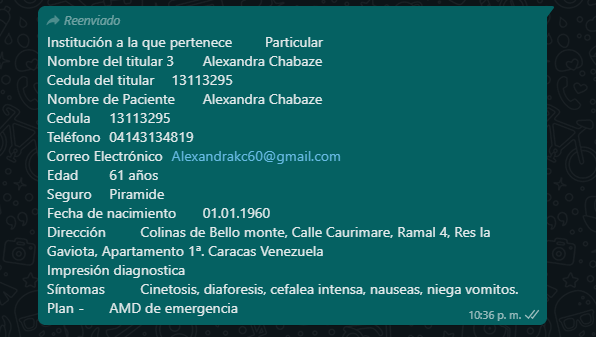 Reenviado
Institución a la que pertenece Particular
Nombre del titular 3 Alexandra Chabaze
Cedula del titular 13113295
Nombre de Paciente Alexandra Chabaze
Cedula 13113295
Teléfono 04143134819
Correo Electrónico Alexandrakc60@gmail.com
Edad 61 años
Seguro Piramide
Fecha de nacimiento 01.01.1960
Dirección Colinas de Bello monte, Calle Caurimare, Ramal 4, Res la
Gaviota, Apartamento 1ª. Caracas Venezuela
Impresión diagnostica
Síntomas Cinetosis, diaforesis, cefalea intensa, nauseas, niega vomitos.
Plan - AMD de emergencia
10:36 p. m.